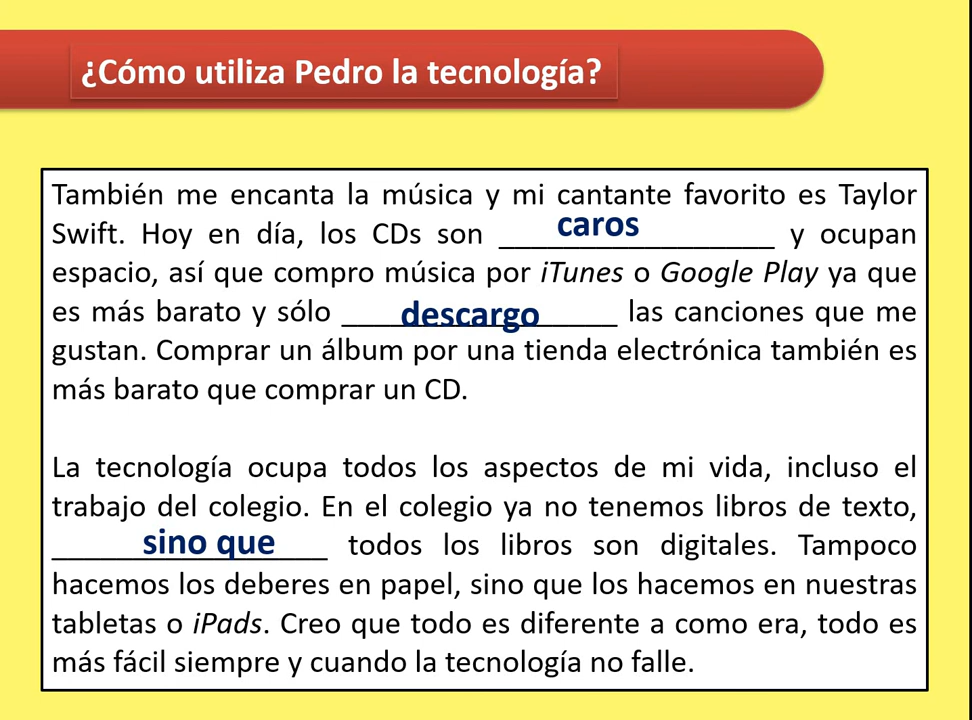 ¿Cómo utiliza Pedro la tecnología?
También me encanta la música y mi cantante favorito es Taylor
Swift. Hoy en día, los CDs son caros y ocupan
espacio, así que compro música por iTunes o Google Play ya que
es más barato y sólo descargo las canciones que me
gustan. Comprar un álbum por una tienda electrónica también es
más barato que comprar un CD.
La tecnología ocupa todos los aspectos de mi vida, incluso el
trabajo del colegio. En el colegio ya no tenemos libros de texto,
sino que todos los libros son digitales. Tampoco
hacemos los deberes en papel, sino que los hacemos en nuestras
tabletas o iPads. Creo que todo es diferente a como era, todo es
más fácil siempre y cuando la tecnología no falle.